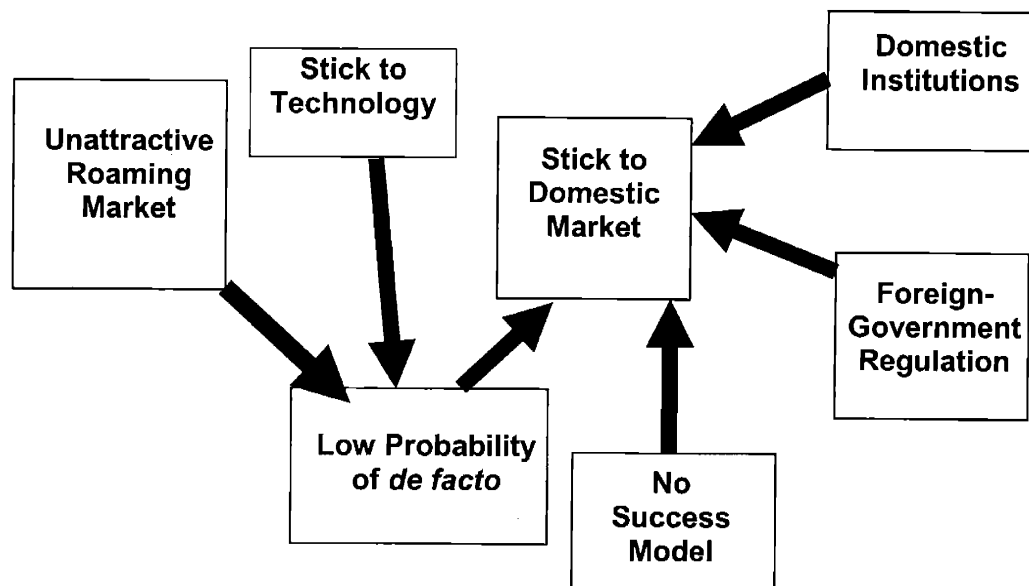 Unattractive
Roaming
Market
Stick to
Technology
Stick to
Domestic
Market
Domestic
Institutions
Foreign-
Government
Regulation
Low Probability
of de facto
No
Success
Model